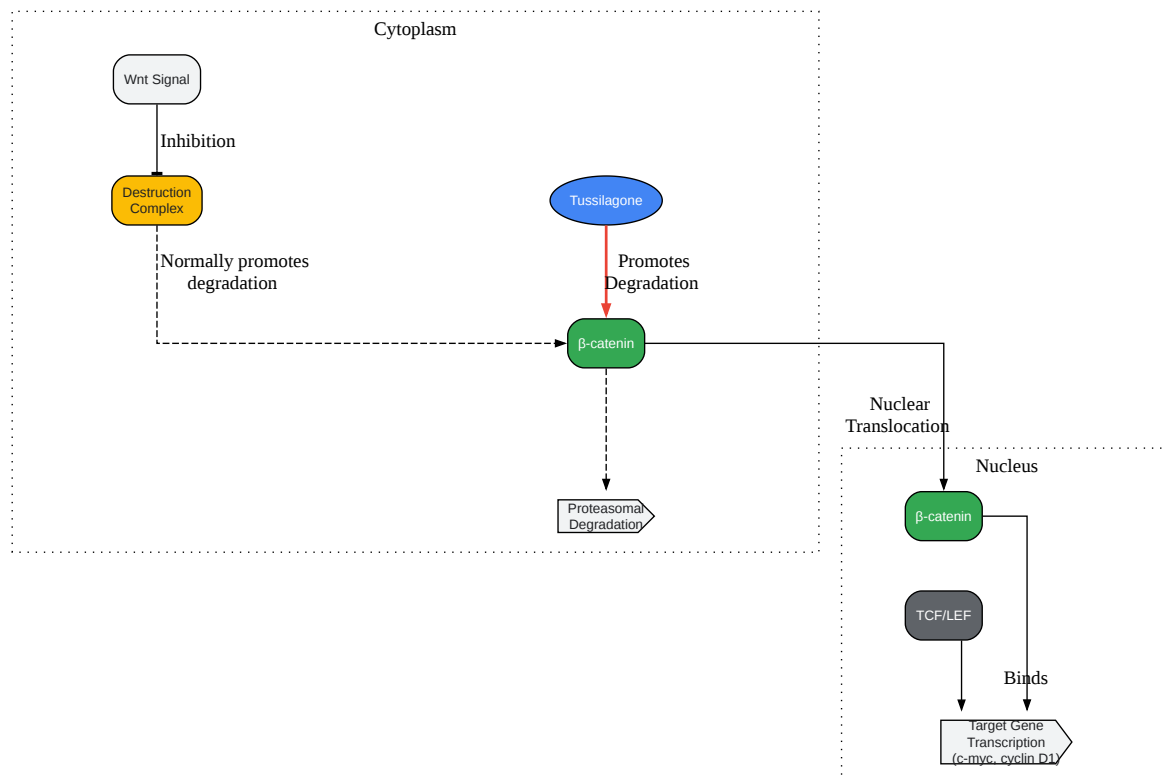 Cytoplasm
Wnt Signal
Inhibition
Destruction
Complex
Tussilagone
Normally promotes
degradation
Promotes
Degradation
β-catenin
Nuclear
Translocation
Nucleus
Proteasomal
Degradation
β-catenin
TCF/LEF
Binds
Target Gene
Transcription
(c-myc, cyclin D1)